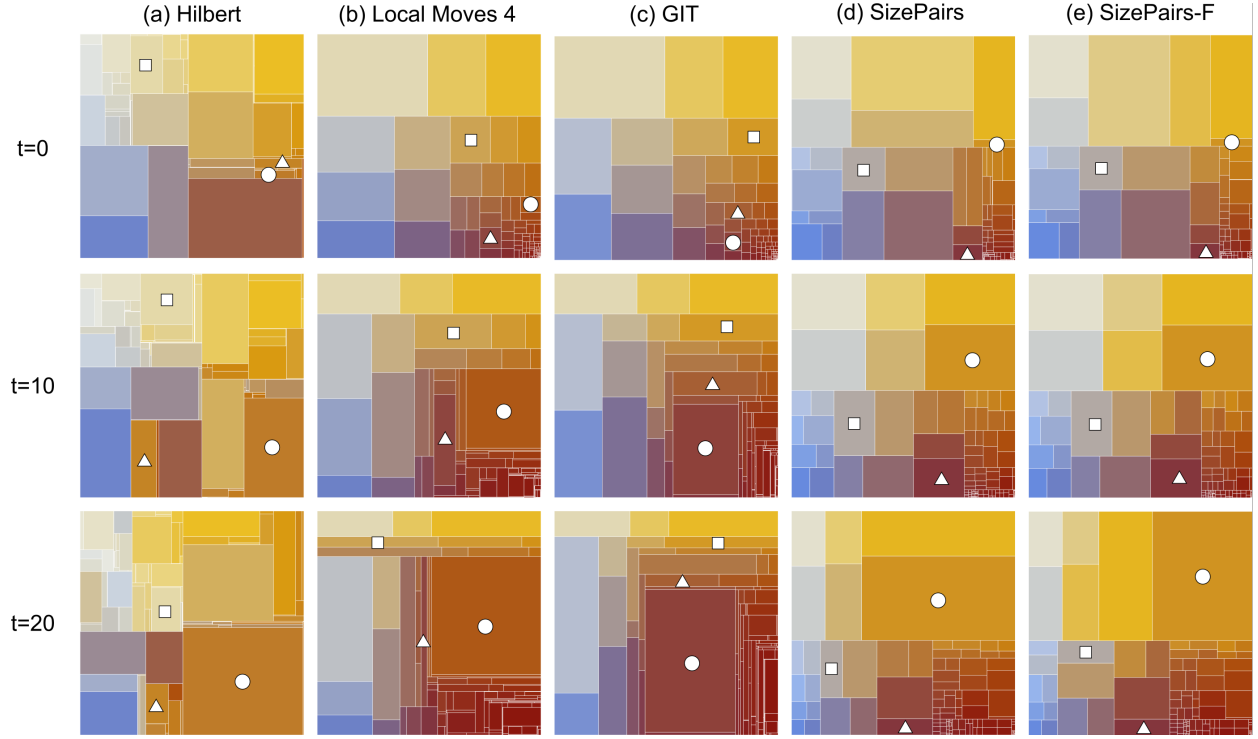 (a) Hilbert (b) Local Moves 4 (c) GIT (d) SizePairs (e) SizePairs-F
t=0
t=10
t=20